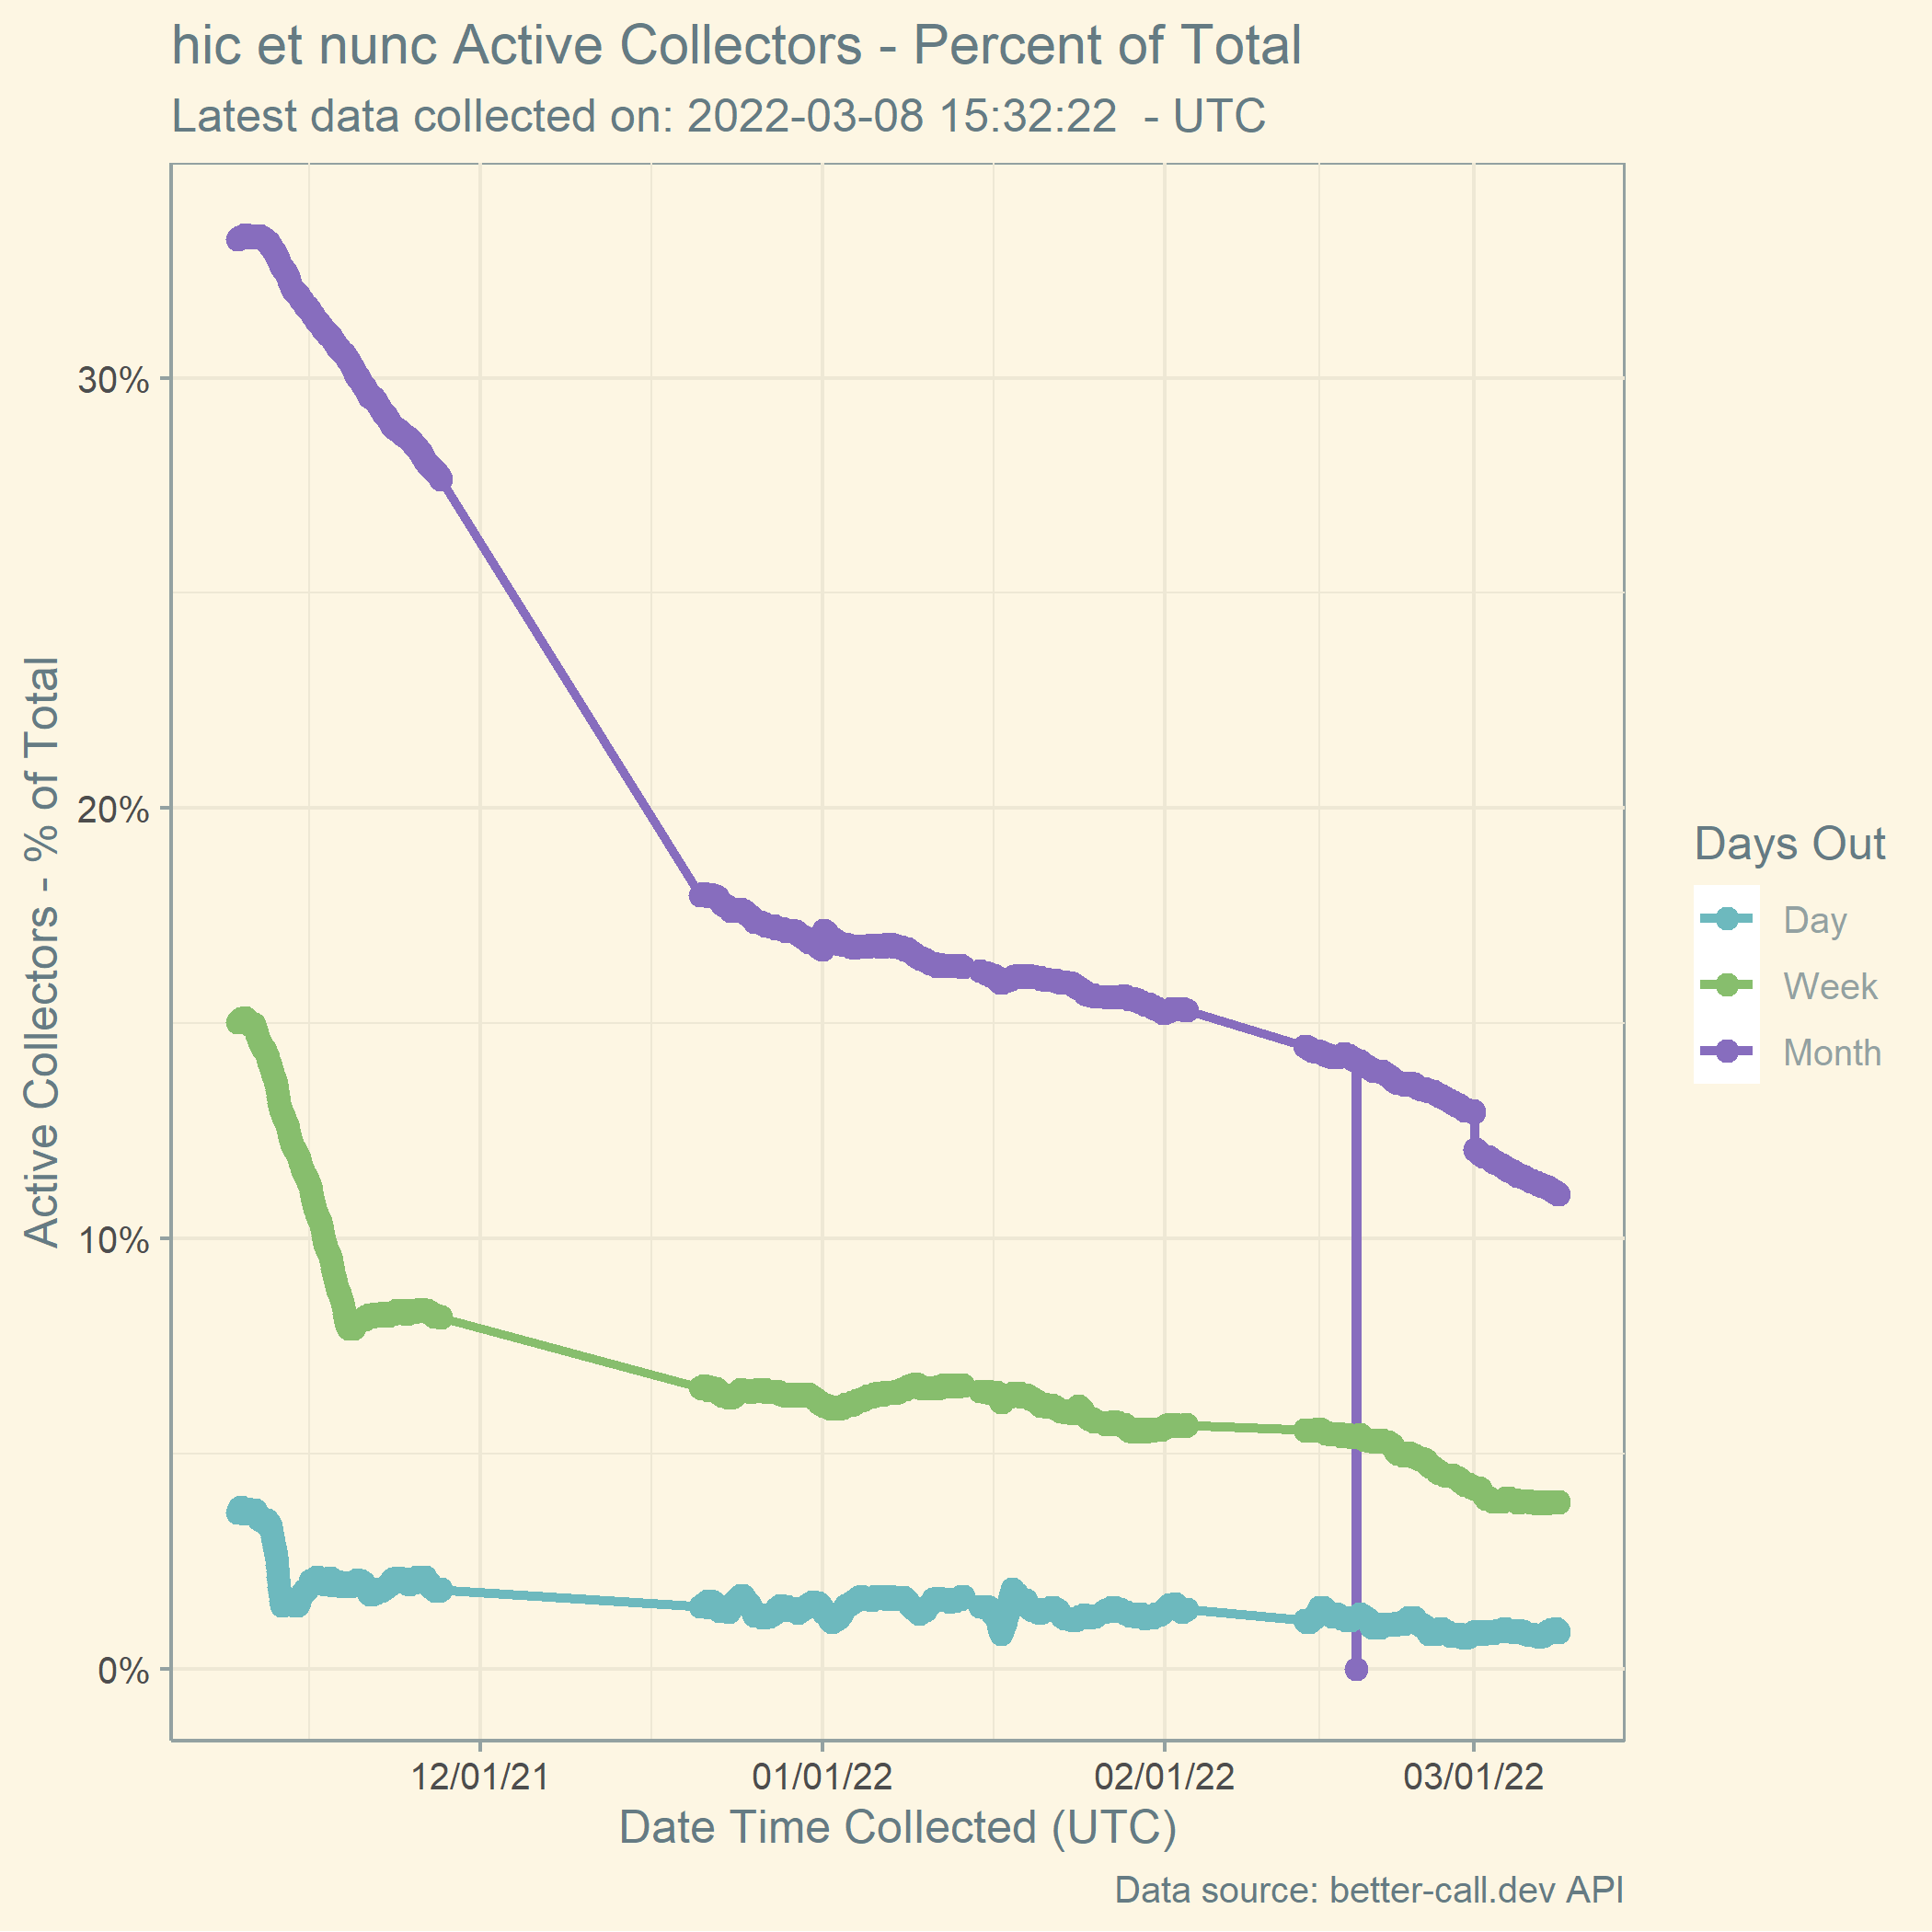 hic et nunc Active Collectors - Percent of Total
Latest data collected on: 2022-03-08 15:32:22  - UTC
Active Collectors - % of Total
30%
20%
10%
0%
12/01/21
01/01/22
02/01/22
03/01/22
Date Time Collected (UTC)
Days Out
Day
Week
Month
Data source: better-call.dev API